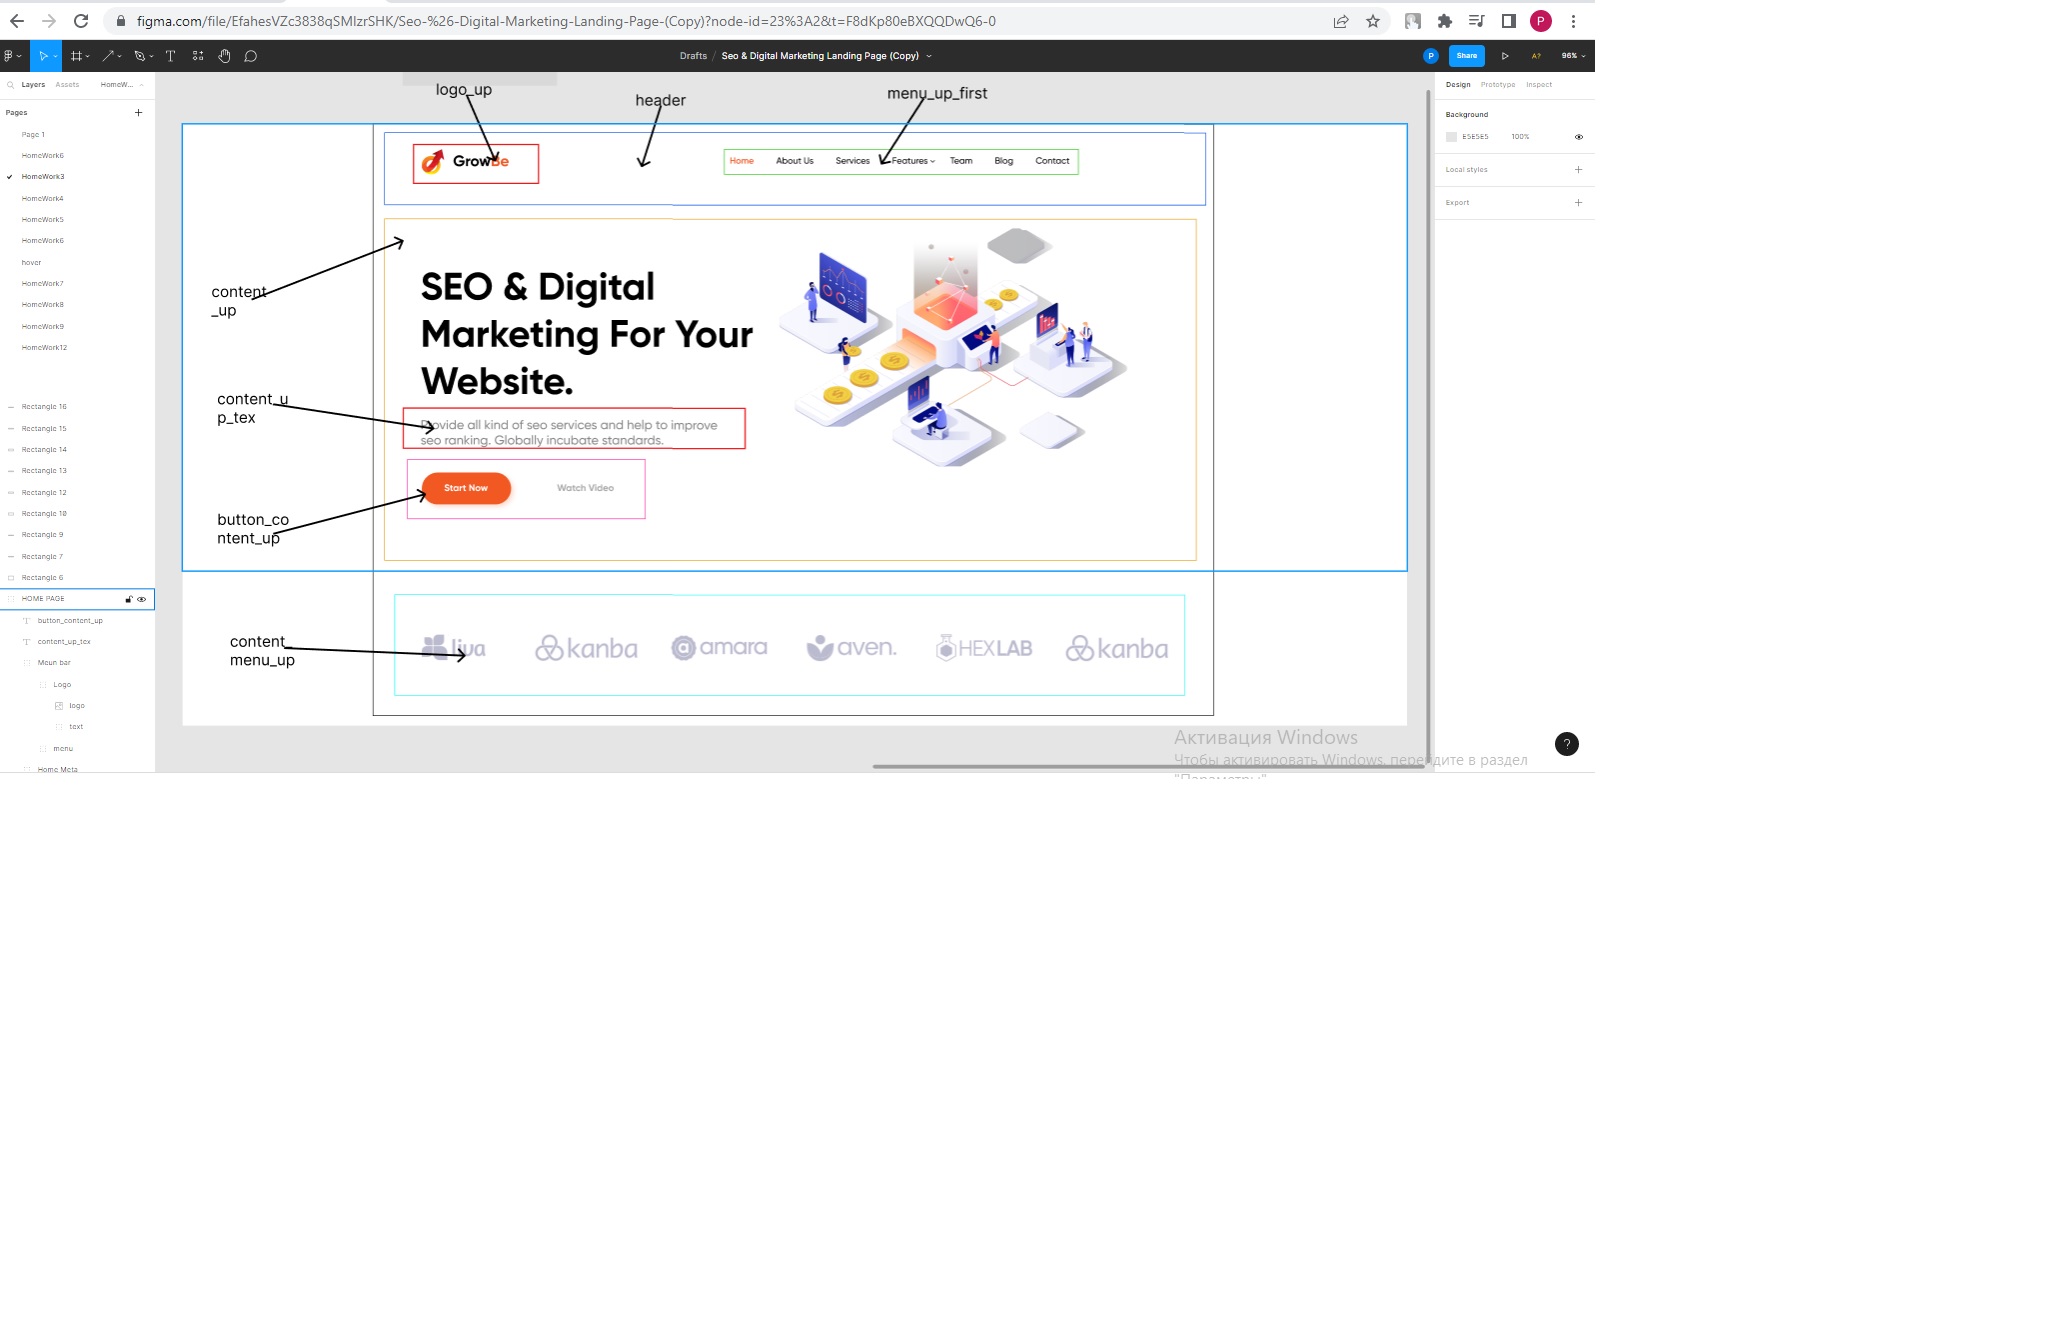 figma.com/file/EfahesVZc3838qSMlzrSHK/Seo-%26-Digital-Marketing-Landing-Page-(Copy)?node-id=23%3A2&t=F8dKp80eBXQQDwQ6-0
P
Drafts / Seo & Digital Marketing Landing Page (Copy)
P
Share
A?
96%
Layers
Assets
HomeW...
Pages
Page 1
HomeWork6
HomeWork3
HomeWork4
HomeWork5
HomeWork6
hover
HomeWork7
HomeWork8
HomeWork9
HomeWork12
Rectangle 16
Rectangle 15
Rectangle 14
Rectangle 13
Rectangle 12
Rectangle 10
Rectangle 9
Rectangle 7
Rectangle 6
HOME PAGE
button_content_up
content_up_tex
Meun bar
Logo
logo
text
menu
Home Meta
logo_up
header
menu_up_first
GrowBe
Home
About Us
Services
Features
Team
Blog
Contact
content
_up
SEO & Digital
Marketing For Your
Website.
content_u
p_tex
Provide all kind of seo services and help to improve
seo ranking. Globally incubate standards.
Start Now
Watch Video
button_co
ntent_up
content_
menu_up
liva
kanba
amara
aven.
HEXLAB
kanba
Design
Prototype
Inspect
Background
E5E5E5
100%
Local styles
Export
Активация Windows
Чтобы активировать Windows, перейдите в раздел
"Параметры"
?